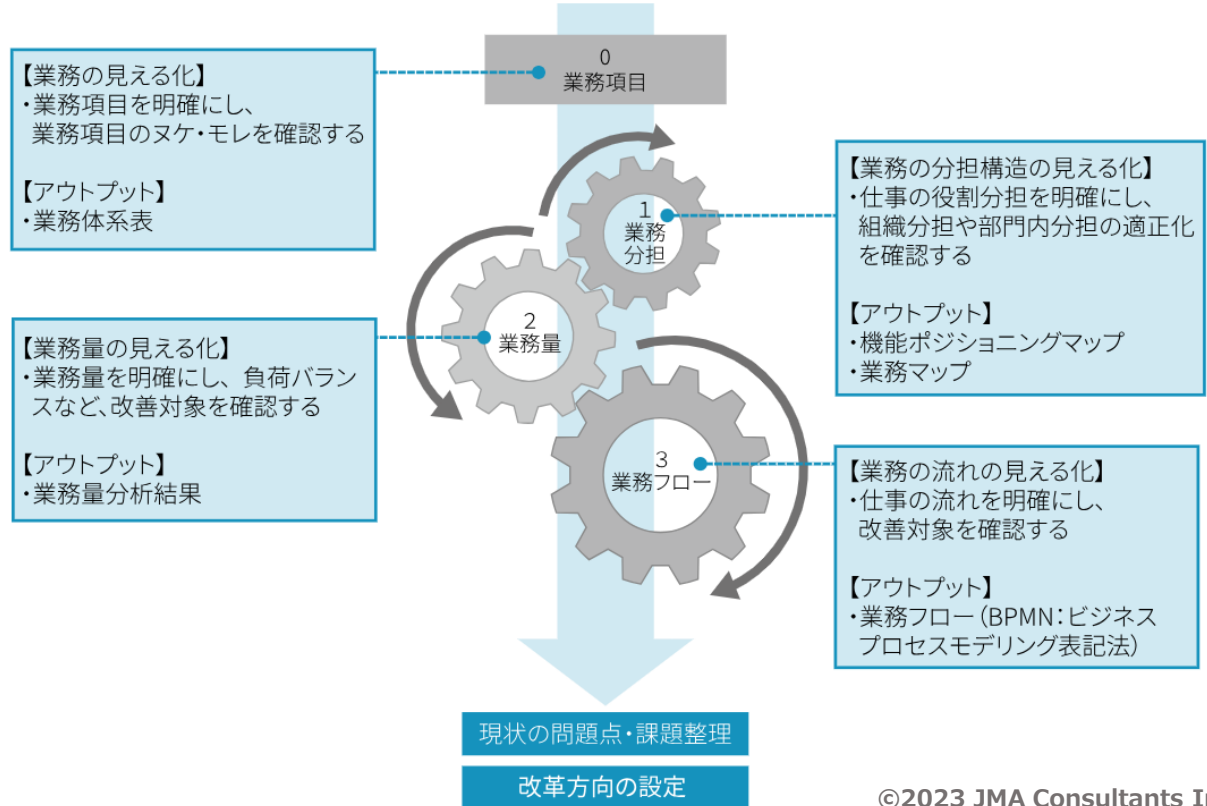 0
業務項目
【業務の見える化】
・業務項目を明確にし、
業務項目のヌケ・モレを確認する
【アウトプット】
・業務体系表
1
業務
分担
【業務の分担構造の見える化】
・仕事の役割分担を明確にし、
組織分担や部門内分担の適正化
を確認する
【アウトプット】
・機能ポジショニングマップ
・業務マップ
2
業務量
【業務量の見える化】
・業務量を明確にし、負荷バラン
スなど、改善対象を確認する
【アウトプット】
・業務量分析結果
3
業務フロー
【業務の流れの見える化】
・仕事の流れを明確にし、
改善対象を確認する
【アウトプット】
・業務フロー（BPMN：ビジネス
プロセスモデリング表記法）
現状の問題点・課題整理
改革方向の設定
©2023 JMA Consultants